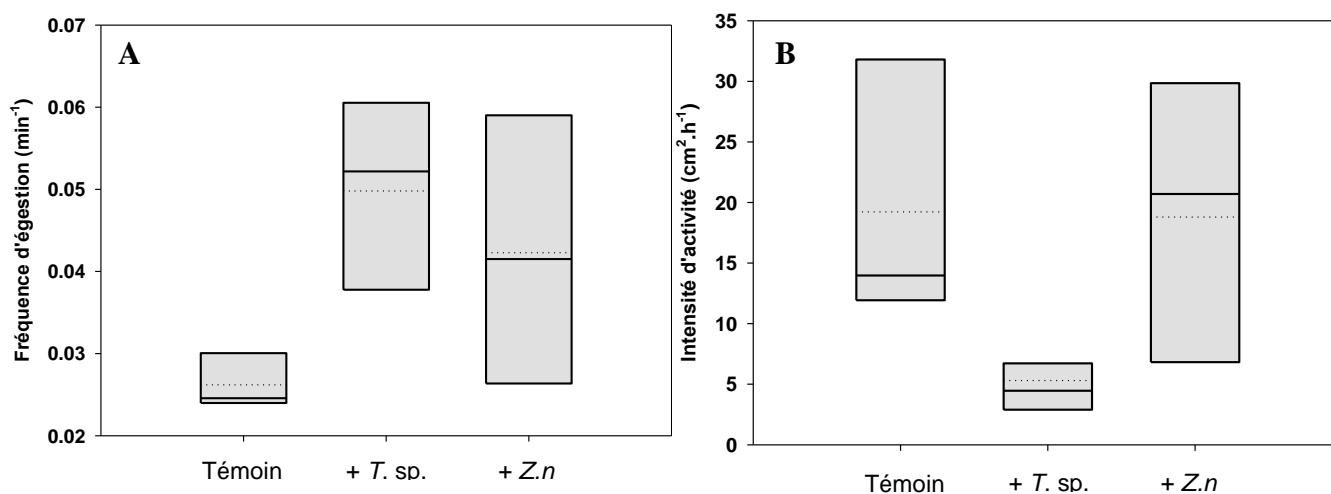 A
Fréquence d'égestion (min⁻¹)
0.07
0.06
0.05
0.04
0.03
0.02
Témoin
+ T. sp.
+ Z.n
B
Intensité d'activité (cm².h⁻¹)
35
30
25
20
15
10
5
0
Témoin
+ T. sp.
+ Z.n